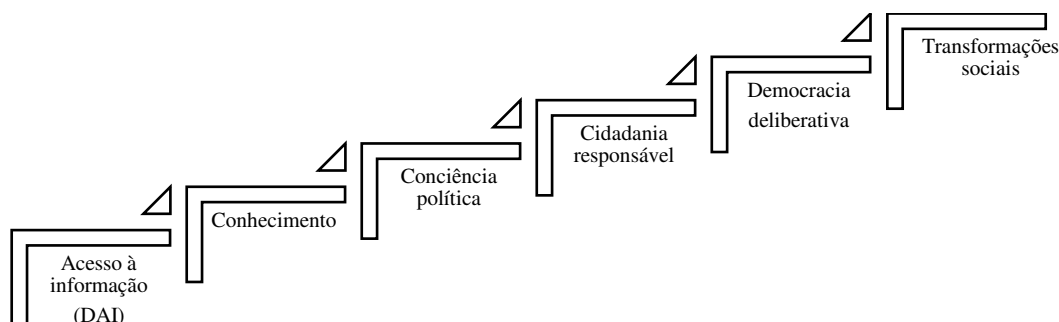 Acesso à
informação
(DAI)
Conhecimento
Conciência
política
Cidadania
responsável
Democracia
deliberativa
Transformações
sociais